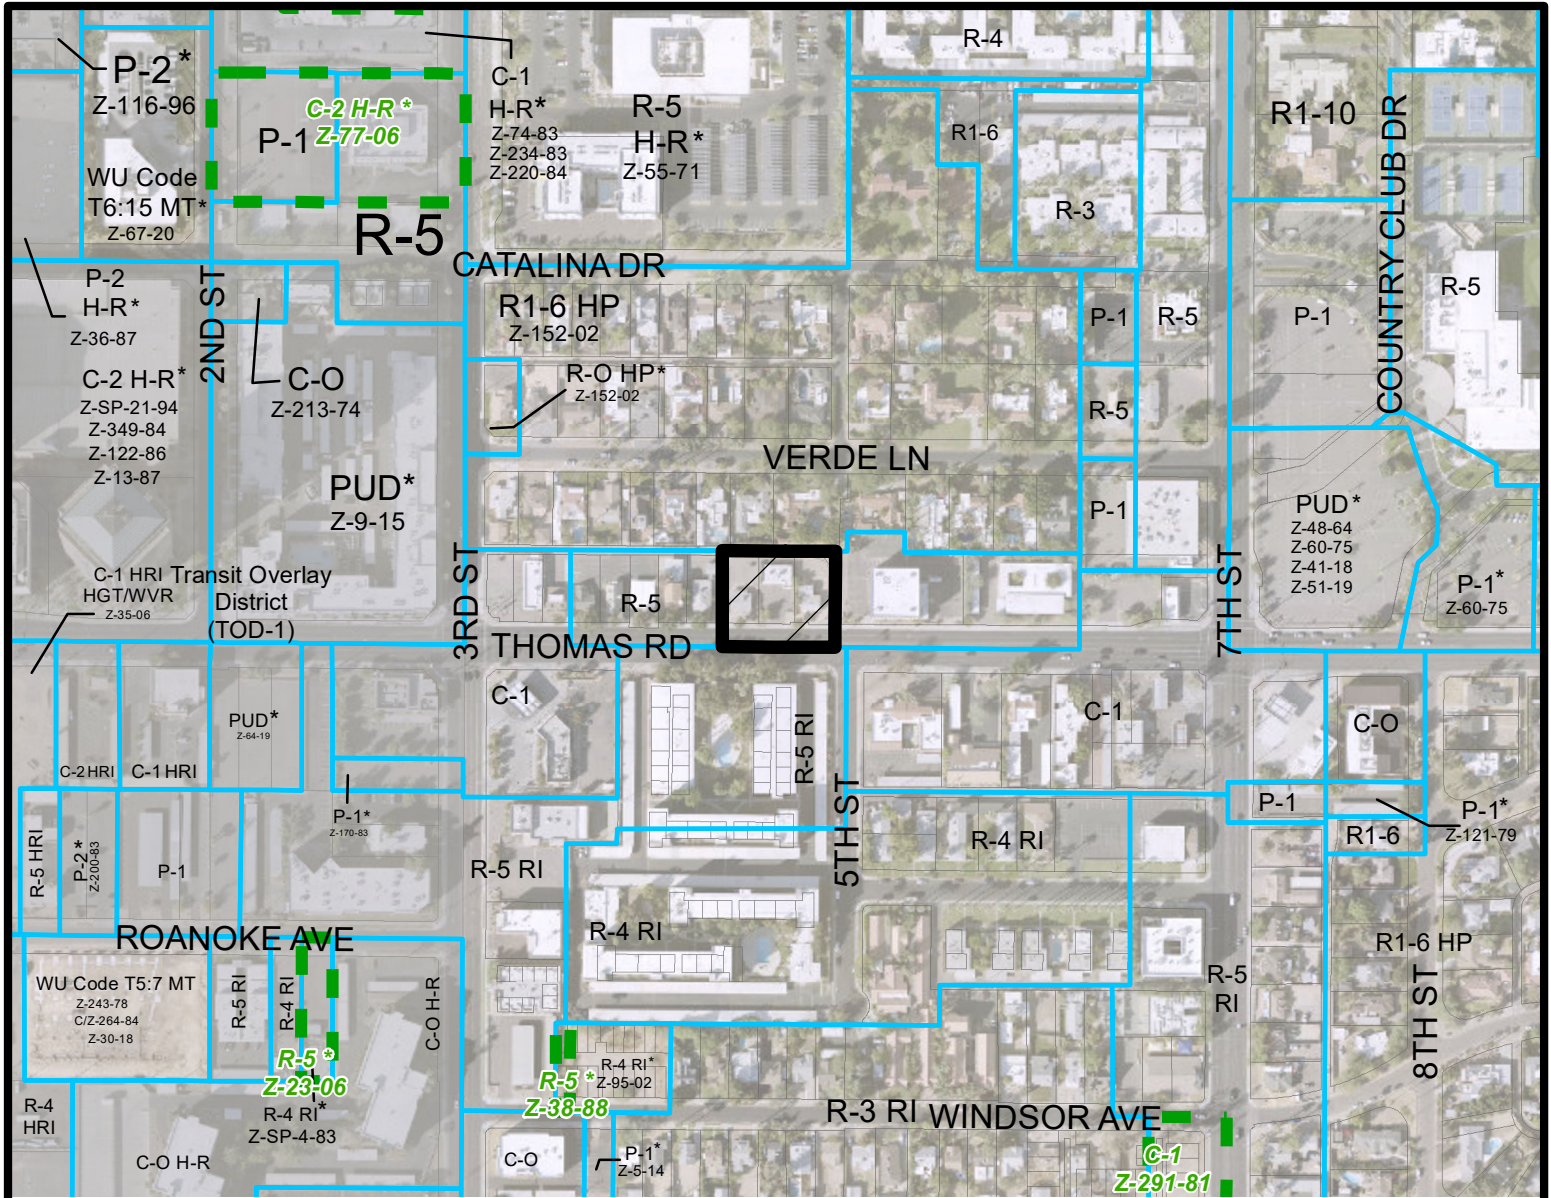 P-2*
Z-116-96
WU Code
T6:15 MT*
Z-67-20
P-1
C-2 H-R *
Z-77-06
C-1
H-R*
Z-74-83
Z-234-83
Z-220-84
R-5
H-R*
Z-55-71
R-4
R1-6
R-3
R1-10
COUNTRY CLUB DR
R-5
R-5
CATALINA DR
P-2
H-R*
Z-36-87
2ND ST
C-2 H-R*
Z-SP-21-94
Z-349-84
Z-122-86
Z-13-87
C-O
Z-213-74
PUD*
Z-9-15
R1-6 HP
Z-152-02
R-O HP*
Z-152-02
P-1
R-5
P-1
R-5
VERDE LN
P-1
PUD*
Z-48-64
Z-60-75
Z-41-18
Z-51-19
P-1*
Z-60-75
C-1 HRI
HGT/WVR
Z-35-06
Transit Overlay
District
(TOD-1)
3RD ST
R-5
7TH ST
THOMAS RD
C-1
R-5 RI
5TH ST
C-1
C-O
PUD*
Z-64-19
C-2 HRI
C-1 HRI
P-1*
Z-170-83
P-1
P-1*
Z-121-79
R1-6
R-5 HRI
P-2*
Z-200-83
P-1
R-5 RI
R-4 RI
R-4 RI
ROANOKE AVE
R1-6 HP
8TH ST
WU Code T5:7 MT
Z-243-78
C/Z-264-84
Z-30-18
R-5 RI
R-4 RI
C-O H-R
R-5
RI
R-5 *
Z-23-06
R-4 RI*
Z-SP-4-83
R-5 *
Z-38-88
R-4 RI*
Z-95-02
R-3 RI
WINDSOR AVE
R-4
HRI
C-O H-R
C-O
P-1*
Z-5-14
C-1
Z-291-81